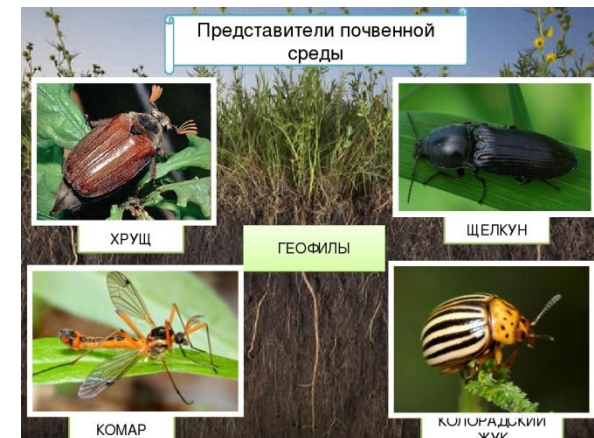 Представители почвенной
среды
ХРУЩ
ЩЕЛКУН
ГЕОФИЛЫ
КОМАР
КОЛОРАДСКИЙ
ЖУК